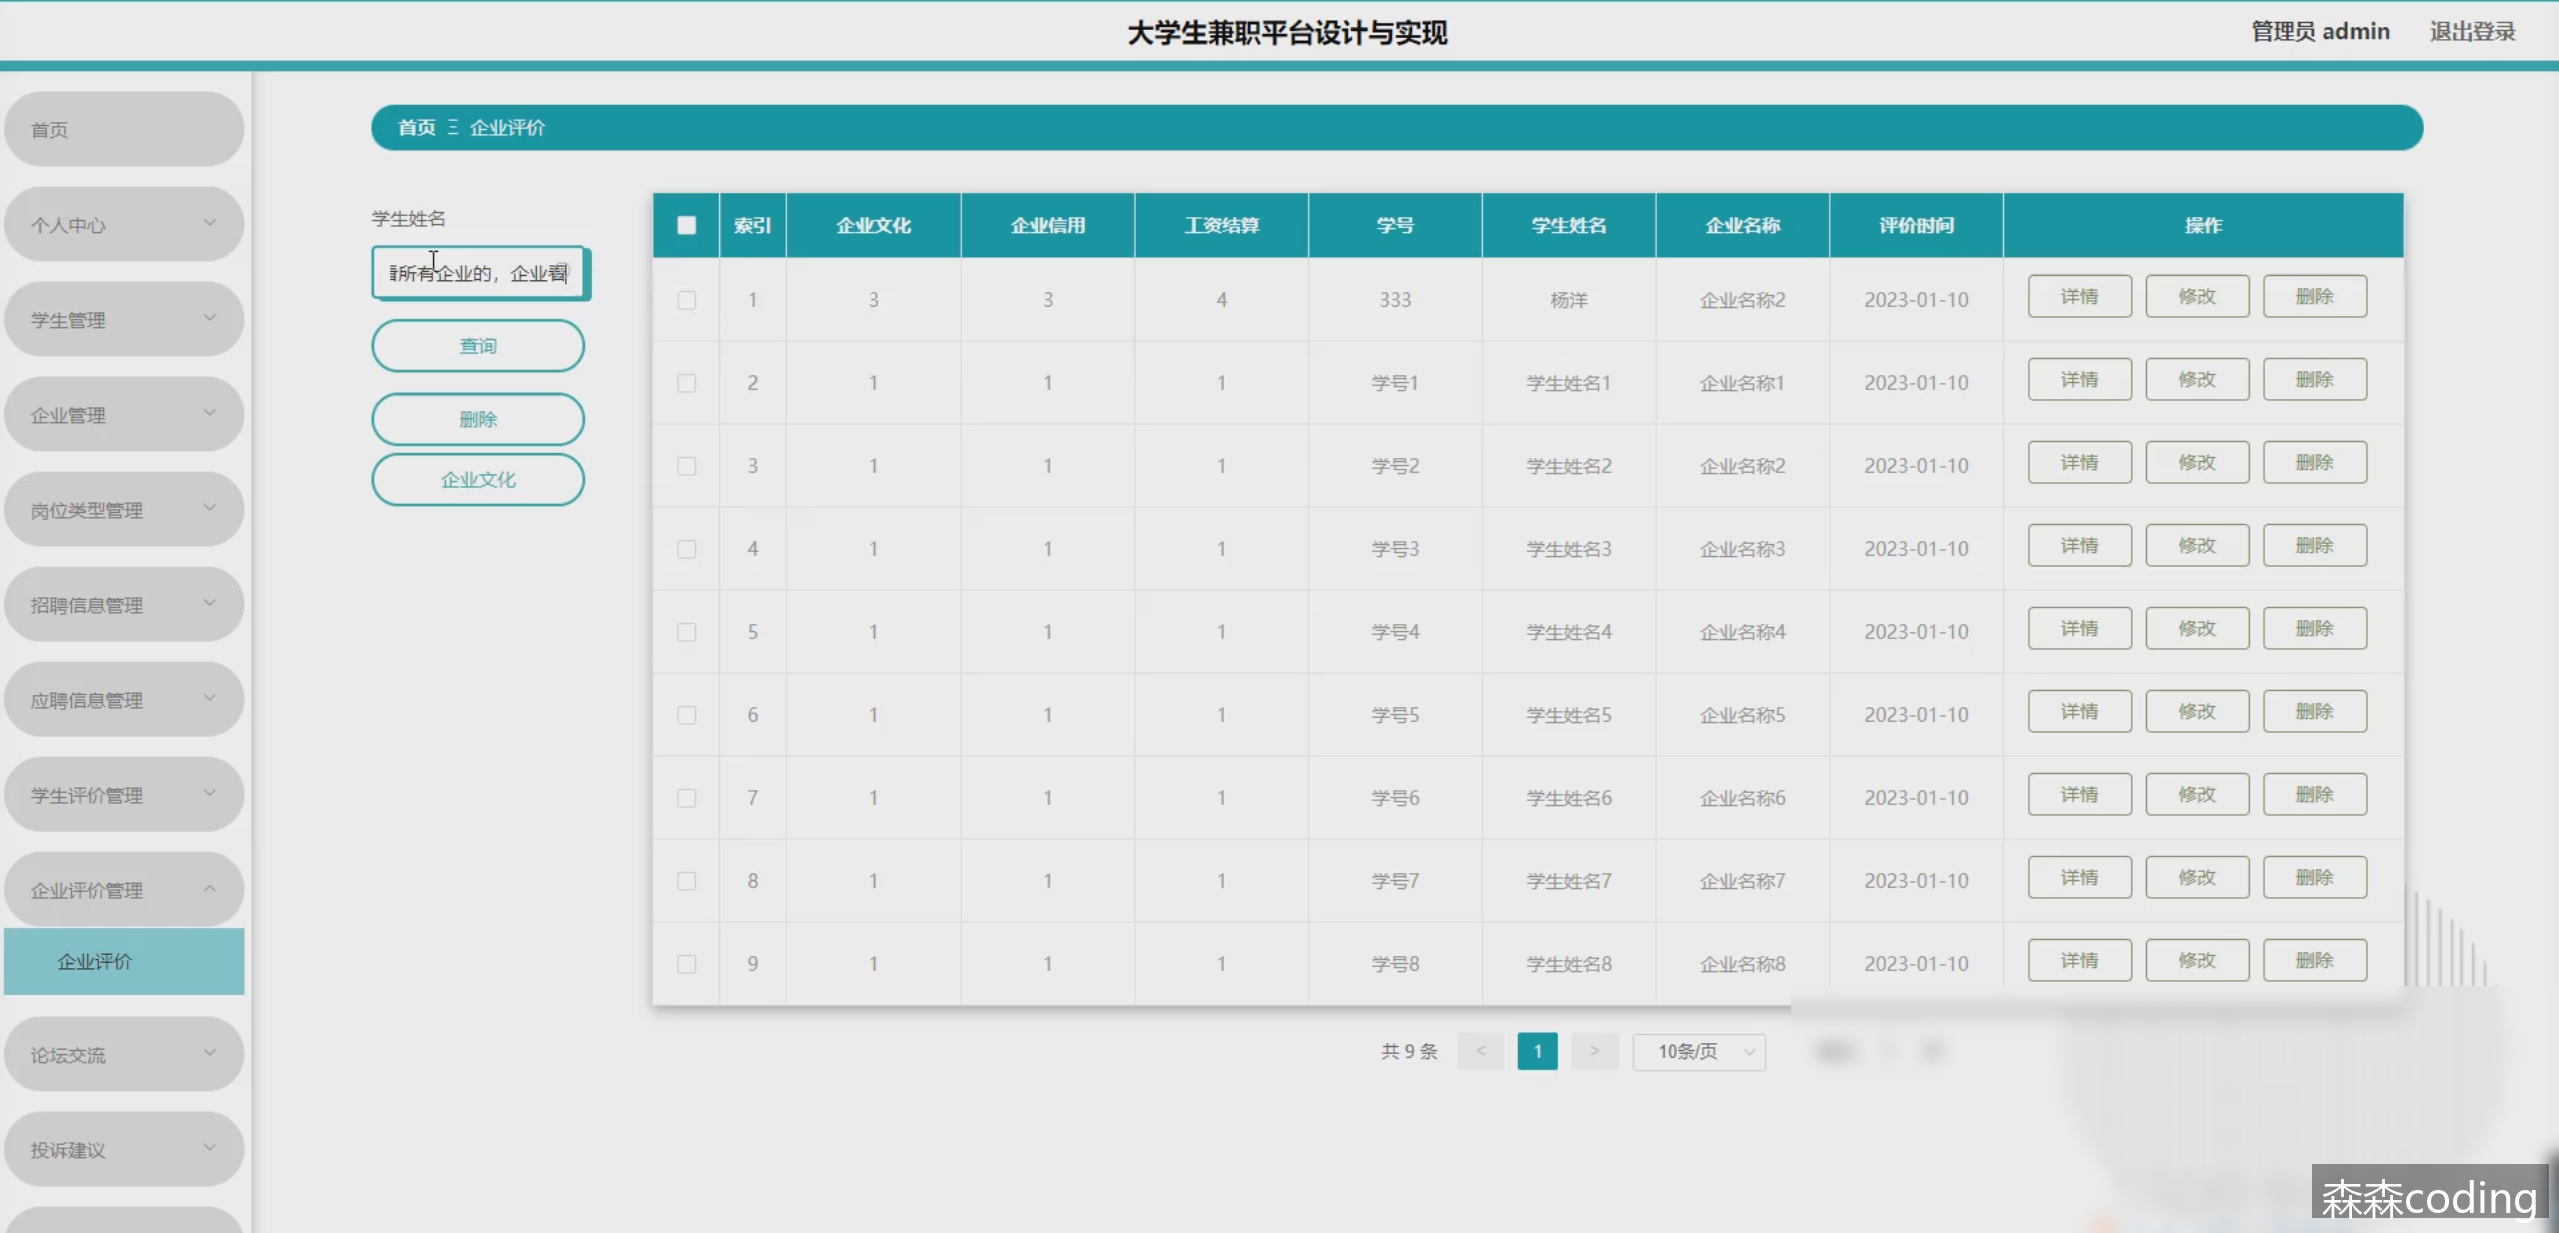 大学生兼职平台设计与实现
管理员 admin
退出登录
首页
个人中心
学生管理
企业管理
岗位类型管理
招聘信息管理
应聘信息管理
学生评价管理
企业评价管理
企业评价
论坛交流
投诉建议
首页 Ξ 企业评价
学生姓名
所有企业的，企业看
查询
删除
企业文化
索引 企业文化 企业信用 工资结算 学号 学生姓名 企业名称 评价时间 操作
1 3 3 4 333 杨洋 企业名称2 2023-01-10 详情 修改 删除
2 1 1 1 学号1 学生姓名1 企业名称1 2023-01-10 详情 修改 删除
3 1 1 1 学号2 学生姓名2 企业名称2 2023-01-10 详情 修改 删除
4 1 1 1 学号3 学生姓名3 企业名称3 2023-01-10 详情 修改 删除
5 1 1 1 学号4 学生姓名4 企业名称4 2023-01-10 详情 修改 删除
6 1 1 1 学号5 学生姓名5 企业名称5 2023-01-10 详情 修改 删除
7 1 1 1 学号6 学生姓名6 企业名称6 2023-01-10 详情 修改 删除
8 1 1 1 学号7 学生姓名7 企业名称7 2023-01-10 详情 修改 删除
9 1 1 1 学号8 学生姓名8 企业名称8 2023-01-10 详情 修改 删除
共 9 条 < 1 > 10条/页
森森coding